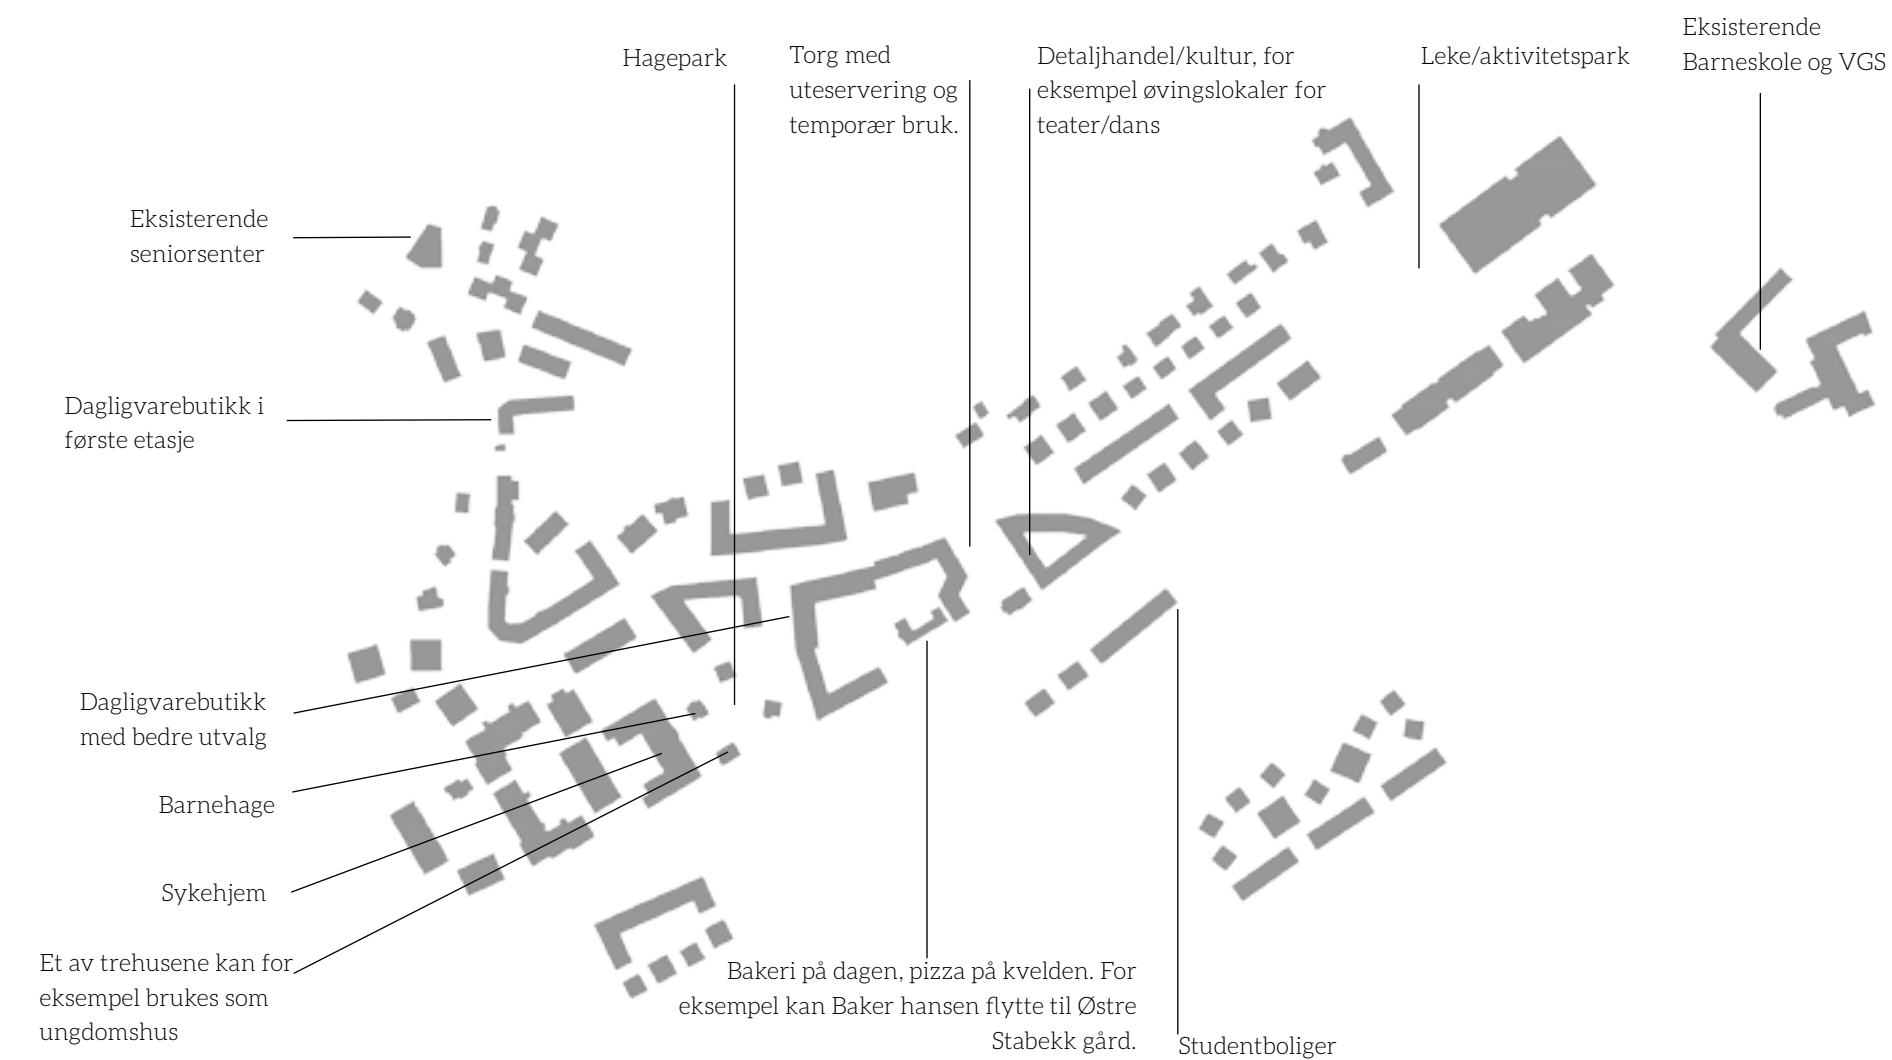 Eksisterende
Barneskole og VGS
Hagepark
Torg med
uteservering og
temporær bruk.
Detaljhandel/kultur, for
eksempel øvingslokaler for
teater/dans
Leke/aktivitetspark
Eksisterende
seniorsenter
Dagligvarebutikk i
første etasje
Dagligvarebutikk
med bedre utvalg
Barnehage
Sykehjem
Et av trehusene kan for
eksempel brukes som
ungdomshus
Bakeri på dagen, pizza på kvelden. For
eksempel kan Baker hansen flytte til Østre
Stabekk gård.
Studentboliger